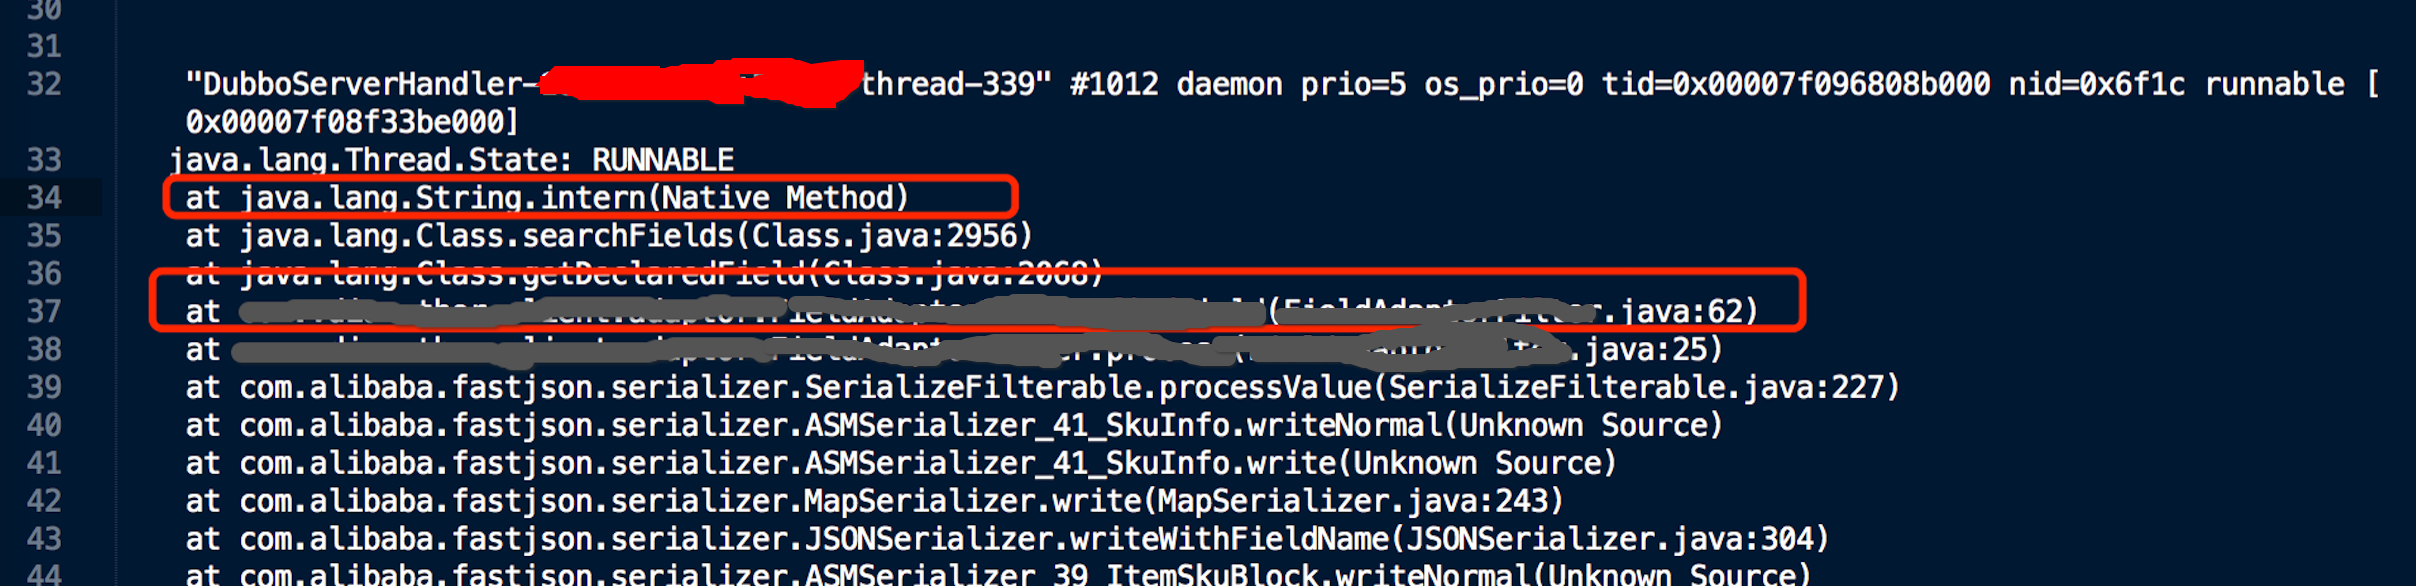 30
31
32 "DubboServerHandler- thread-339" #1012 daemon prio=5 os_prio=0 tid=0x00007f096808b000 nid=0x6f1c runnable [
0x00007f08f33be000]
33 java.lang.Thread.State: RUNNABLE
34 at java.lang.String.intern(Native Method)
35 at java.lang.Class.searchFields(Class.java:2956)
36 at java.lang.Class.getDeclaredField(Class.java:2068)
37 at .java:62)
38 at .java:25)
39 at com.alibaba.fastjson.serializer.SerializeFilterable.processValue(SerializeFilterable.java:227)
40 at com.alibaba.fastjson.serializer.ASMSerializer_41_SkuInfo.writeNormal(Unknown Source)
41 at com.alibaba.fastjson.serializer.ASMSerializer_41_SkuInfo.write(Unknown Source)
42 at com.alibaba.fastjson.serializer.MapSerializer.write(MapSerializer.java:243)
43 at com.alibaba.fastjson.serializer.JSONSerializer.writeWithFieldName(JSONSerializer.java:304)
44 at com.alibaba.fastjson.serializer.ASMSerializer_39_ItemSkuBlock.writeNormal(Unknown Source)